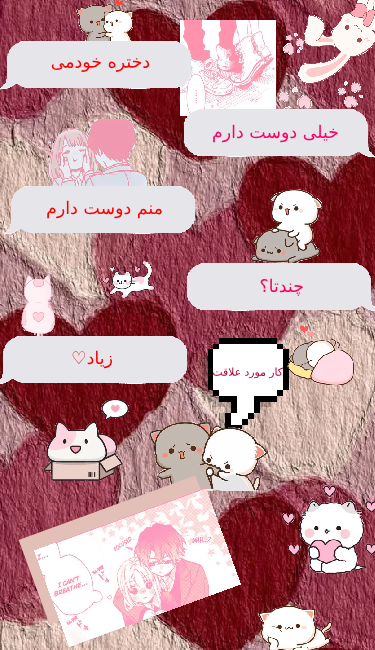 دختره خودمی
خیلی دوست دارم
منم دوست دارم
چندتا؟
زیاد♡
کار مورد علاقت
I...
I CAN'T
BREATHE...